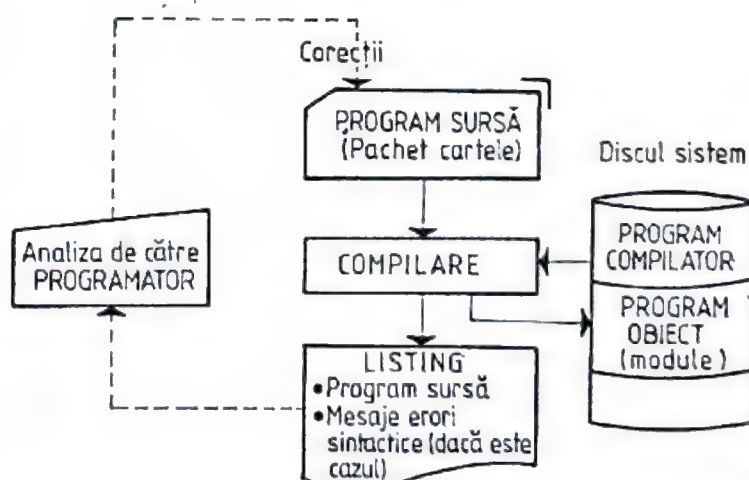 Corecții
PROGRAM SURSĂ
(Pachet cartele)
Discul sistem
Analiza de către
PROGRAMATOR
COMPILARE
PROGRAM
COMPILATOR
PROGRAM
OBIECT
(module)
LISTING
•Program sursă
•Mesaje erori
sintactice (dacă este
cazul)